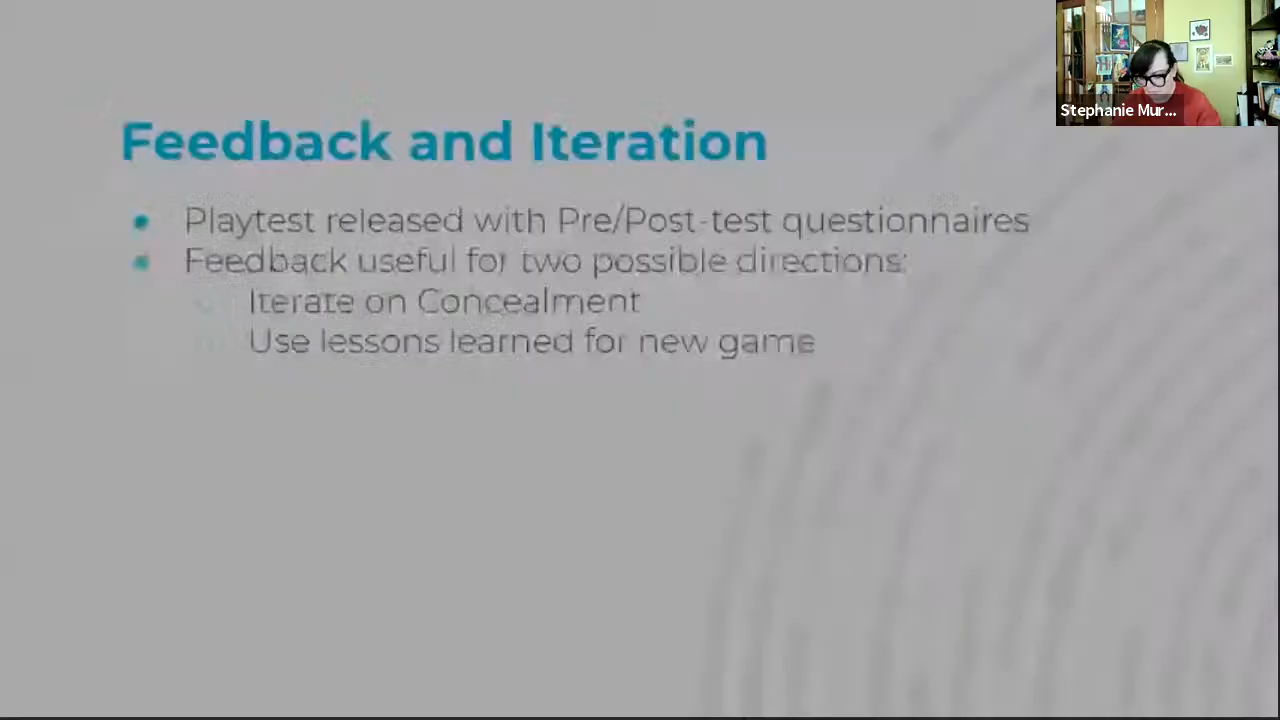 Stephanie Mur...
Feedback and Iteration
Playtest released with Pre/Post-test questionnaires
Feedback useful for two possible directions:
Iterate on Concealment
Use lessons learned for new game